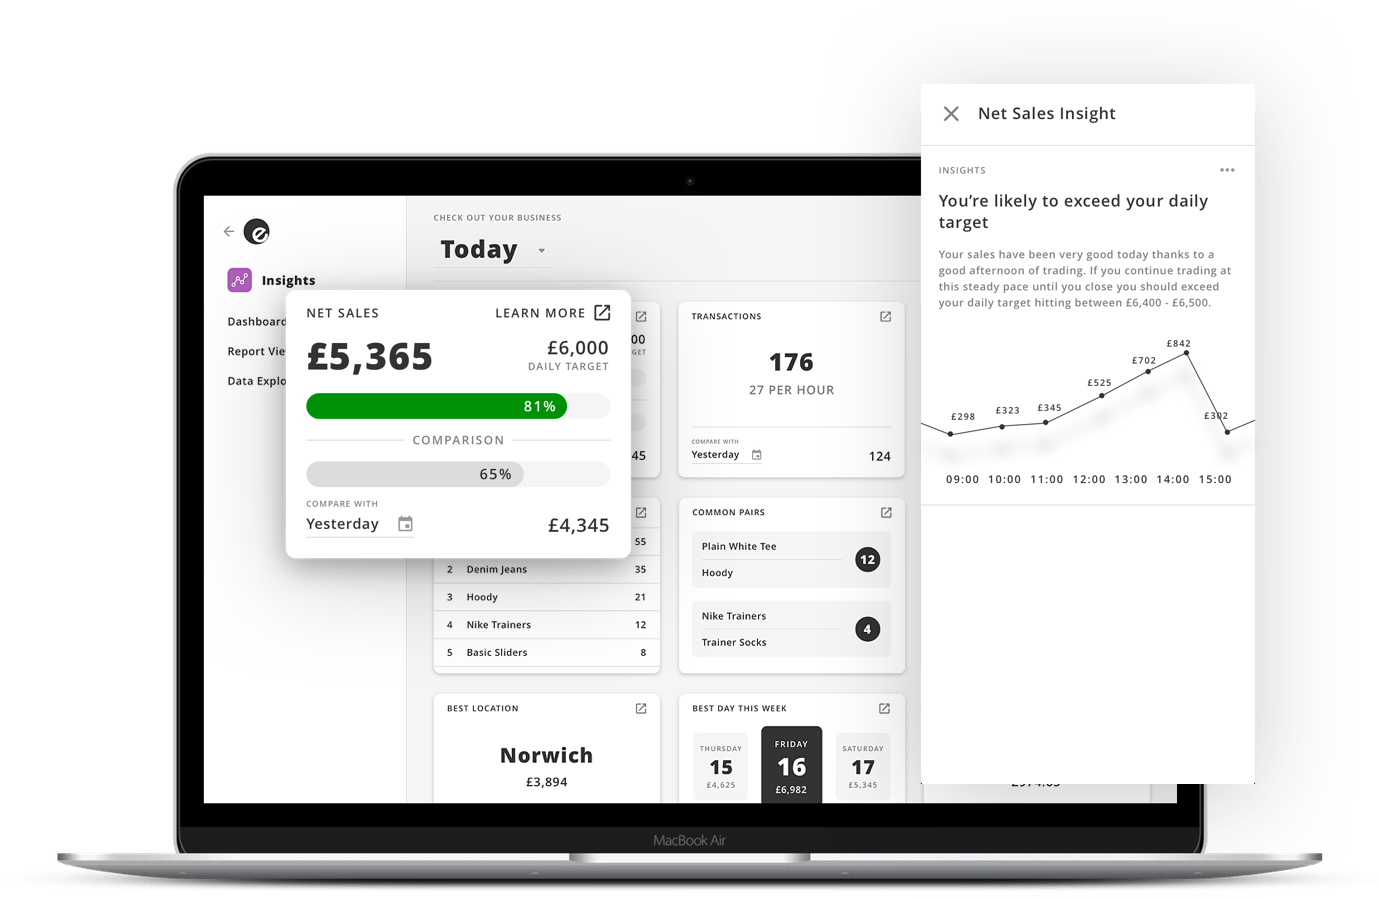 Net Sales Insight
INSIGHTS
You’re likely to exceed your daily
target
Your sales have been very good today thanks to a
good afternoon of trading. If you continue trading at
this steady pace until you close you should exceed
your daily target hitting between £6,400 - £6,500.
£298
£323
£345
£525
£702
£842
£302
09:00 10:00 11:00 12:00 13:00 14:00 15:00
CHECK OUT YOUR BUSINESS
Today
Insights
Dashboard
Report
Data
NET SALES
LEARN MORE
£5,365
£6,000
DAILY TARGET
81%
COMPARISON
65%
COMPARE WITH
Yesterday
£4,345
TRANSACTIONS
176
27 PER HOUR
COMPARE WITH
Yesterday
124
55
2 Denim Jeans 35
3 Hoody 21
4 Nike Trainers 12
5 Basic Sliders 8
COMMON PAIRS
Plain White Tee
Hoody
12
Nike Trainers
Trainer Socks
4
BEST LOCATION
Norwich
£3,894
BEST DAY THIS WEEK
THURSDAY
15
£4,625
FRIDAY
16
£6,982
SATURDAY
17
£5,345
MacBook Air